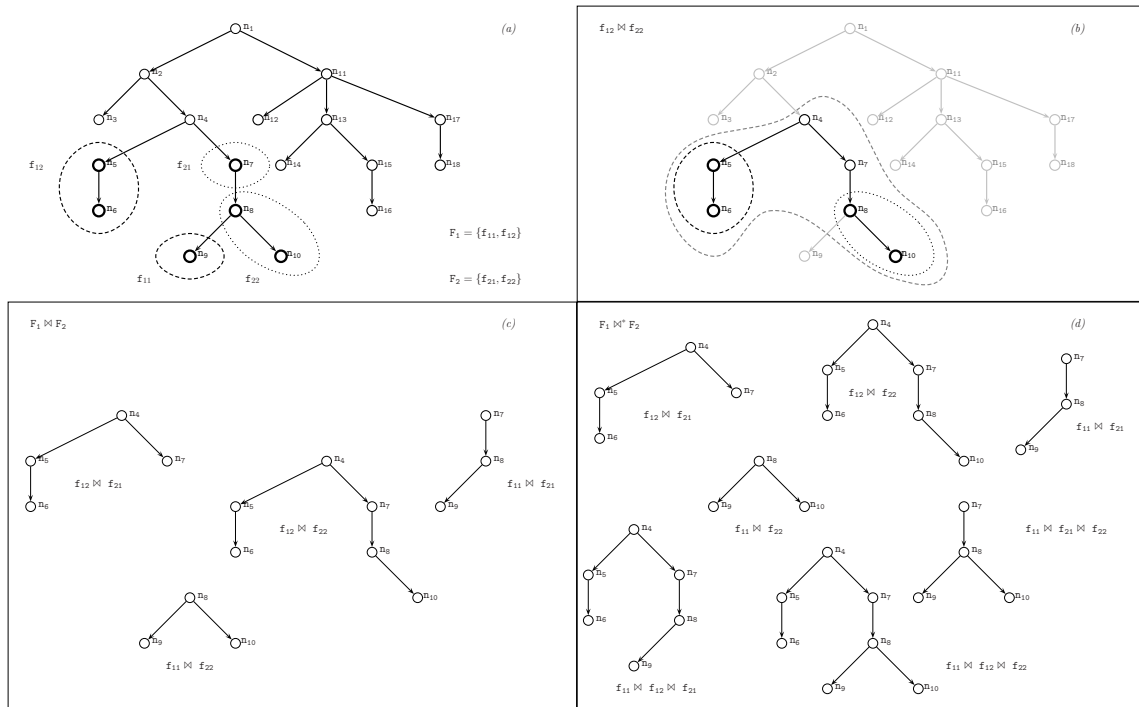 (a)
n₁
n₂
n₁₁
n₃
n₄
n₁₂
n₁₃
n₁₇
f₁₂
n₅
f₂₁
n₇
n₁₄
n₁₅
n₁₈
n₆
n₈
n₁₆
F₁ = {f₁₁, f₁₂}
n₉
n₁₀
f₁₁
f₂₂
F₂ = {f₂₁, f₂₂}
f₁₂ ⋈ f₂₂
(b)
n₁
n₂
n₁₁
n₃
n₄
n₁₂
n₁₃
n₁₇
n₅
n₇
n₁₄
n₁₅
n₁₈
n₆
n₈
n₁₆
n₉
n₁₀
F₁ ⋈ F₂
(c)
n₄
n₇
n₅
n₇
n₄
n₈
f₁₂ ⋈ f₂₁
f₁₁ ⋈ f₂₁
n₆
n₅
n₇
n₉
f₁₂ ⋈ f₂₂
n₆
n₈
n₈
n₁₀
n₉
n₁₀
f₁₁ ⋈ f₂₂
F₁ ⋈* F₂
(d)
n₄
n₄
n₇
n₅
n₇
n₅
n₇
f₁₂ ⋈ f₂₂
n₈
f₁₂ ⋈ f₂₁
n₆
n₈
f₁₁ ⋈ f₂₁
n₆
n₉
n₈
n₁₀
n₉
n₁₀
n₇
f₁₁ ⋈ f₂₂
f₁₁ ⋈ f₂₁ ⋈ f₂₂
n₄
n₄
n₈
n₅
n₇
n₅
n₇
n₉
n₁₀
n₆
n₈
n₆
n₈
n₉
f₁₁ ⋈ f₁₂ ⋈ f₂₂
f₁₁ ⋈ f₁₂ ⋈ f₂₁
n₉
n₁₀